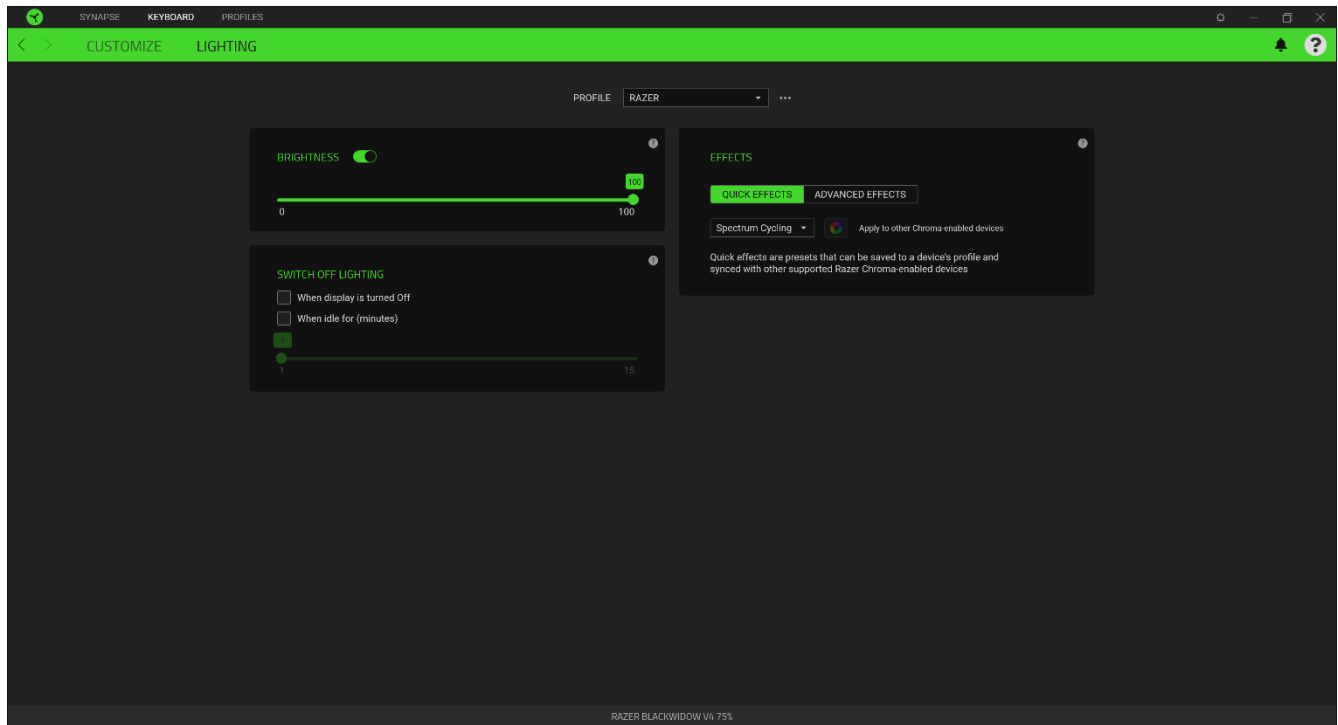 SYNAPSE KEYBOARD PROFILES
CUSTOMIZE LIGHTING
PROFILE RAZER
BRIGHTNESS
100
0 100
SWITCH OFF LIGHTING
When display is turned Off
When idle for (minutes)
1
1 15
EFFECTS
QUICK EFFECTS ADVANCED EFFECTS
Spectrum Cycling Apply to other Chroma-enabled devices
Quick effects are presets that can be saved to a device's profile and
synced with other supported Razer Chroma-enabled devices
RAZER BLACKWIDOW V4 75%